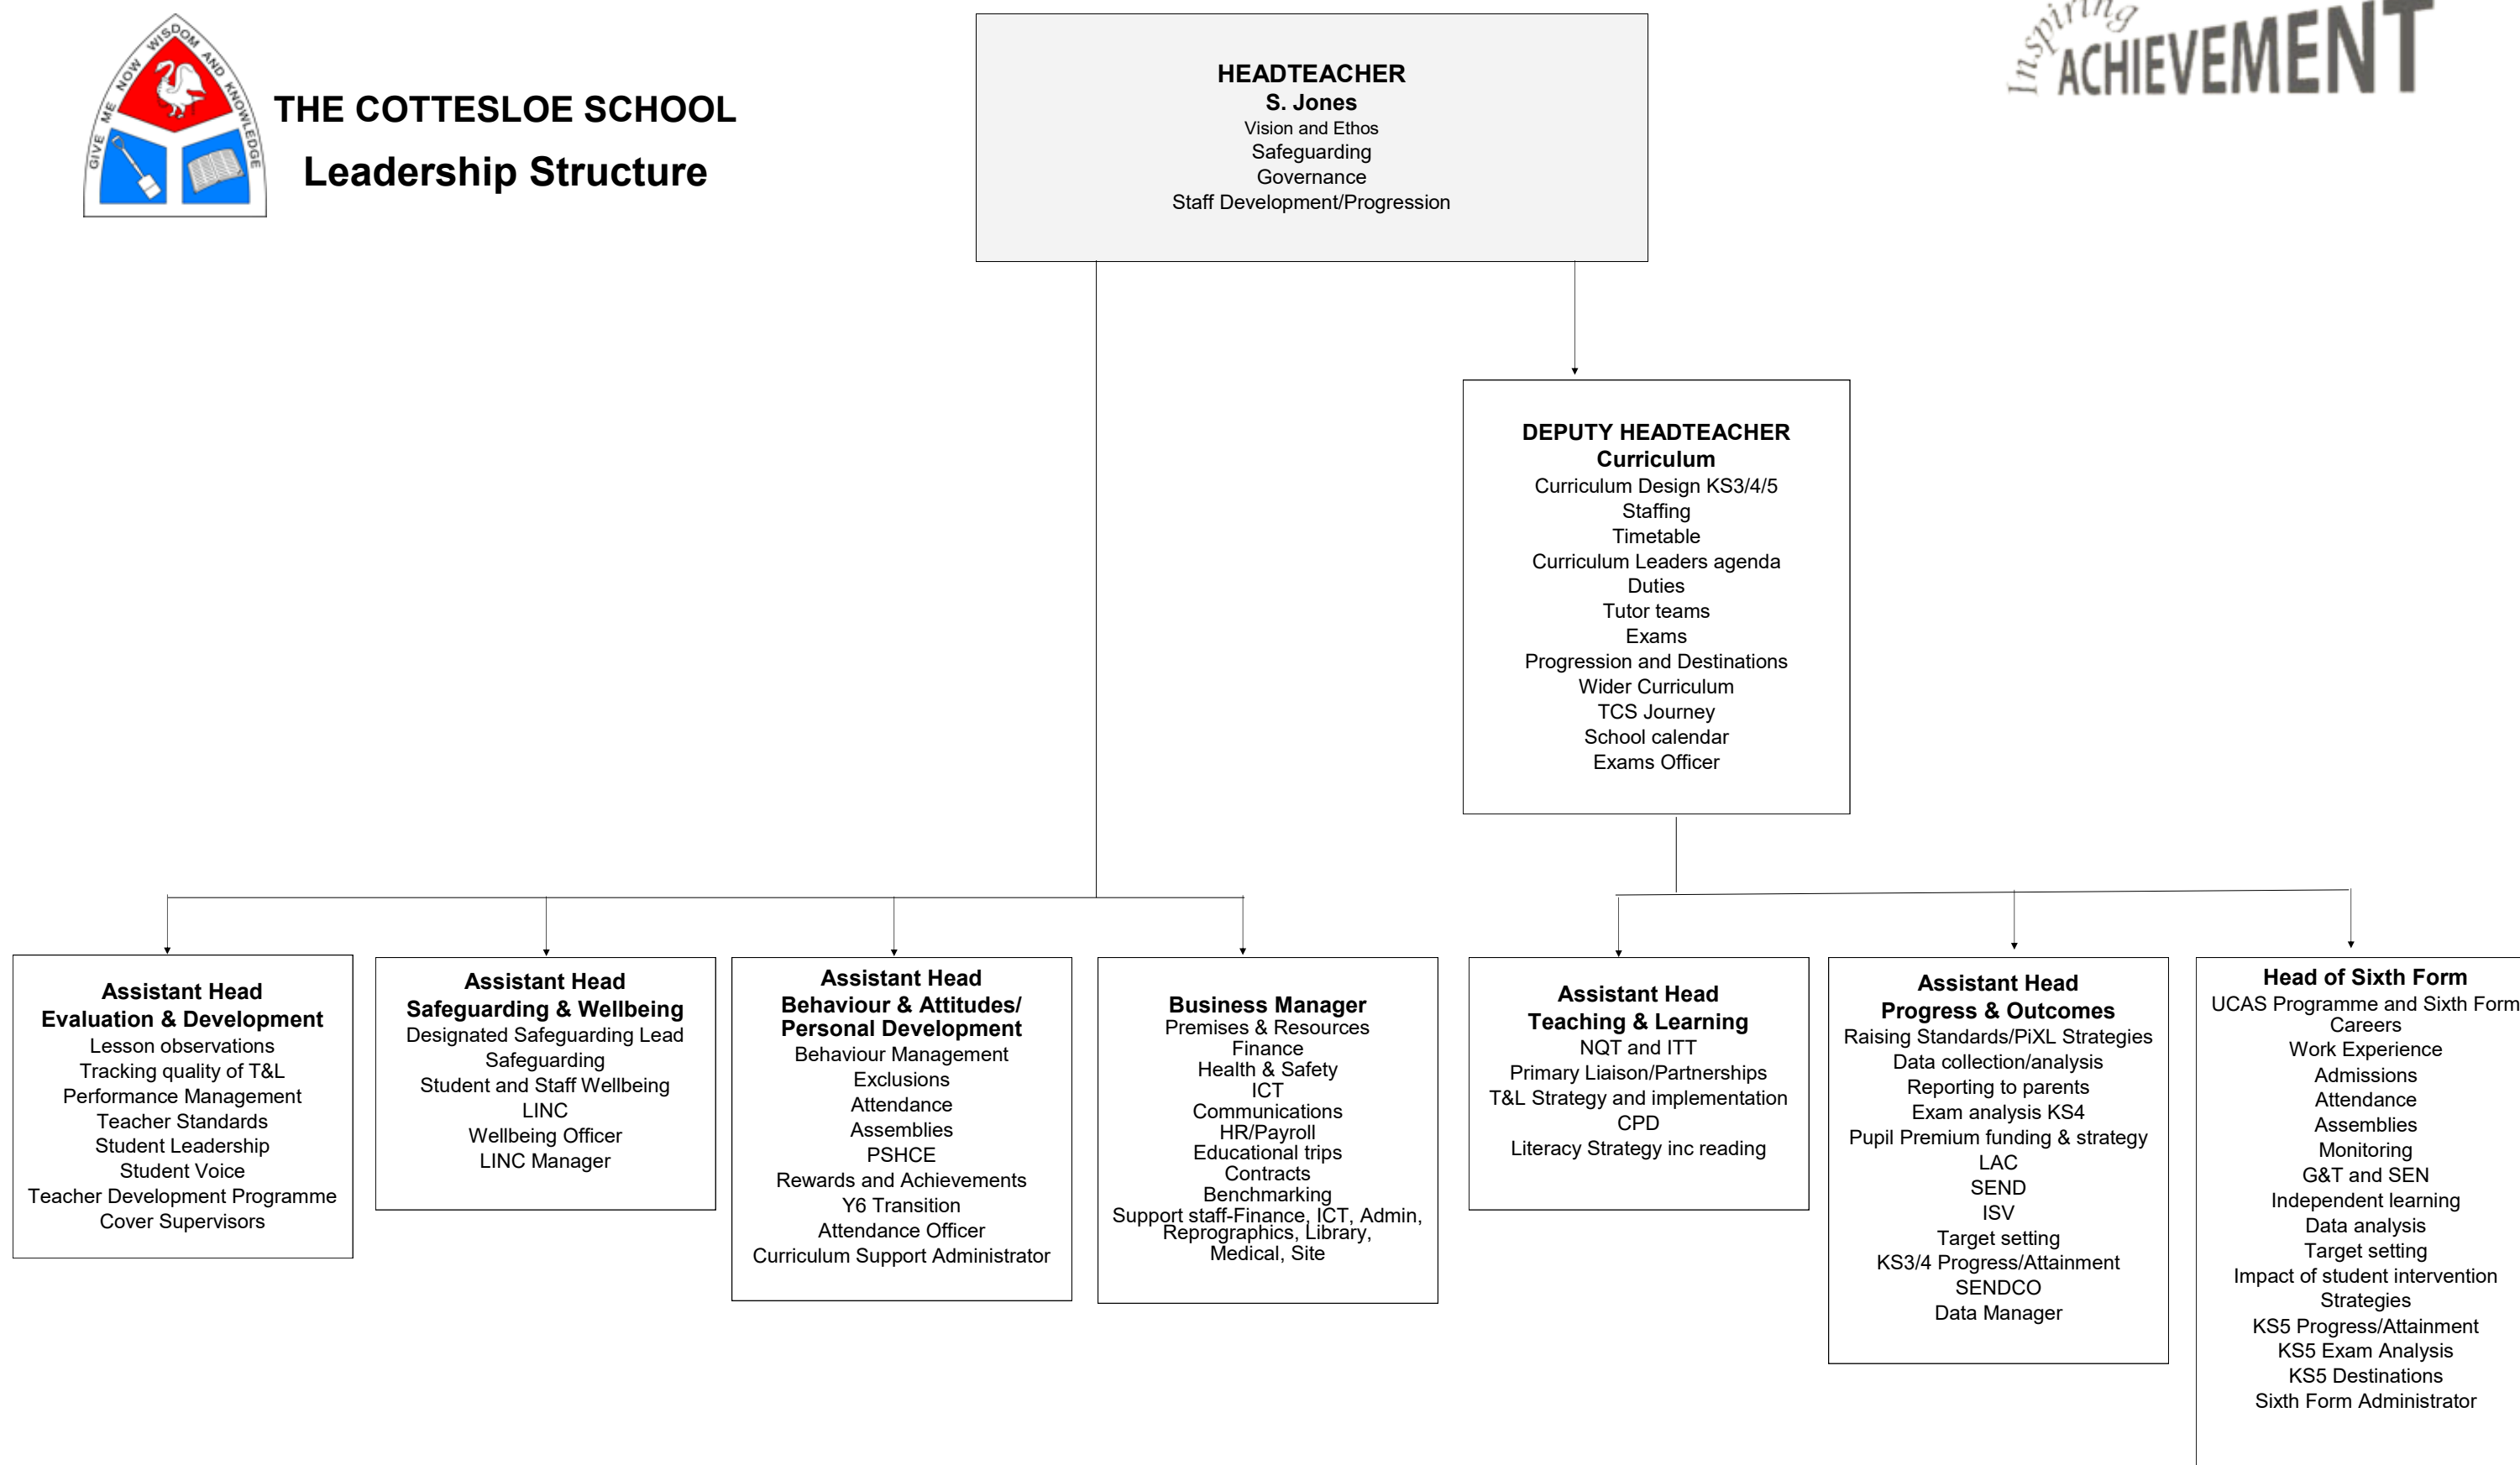 GIVE ME NOW WISDOM AND KNOWLEDGE
THE COTTESLOE SCHOOL
Leadership Structure
Inspiring
ACHIEVEMENT
HEADTEACHER
S. Jones
Vision and Ethos
Safeguarding
Governance
Staff Development/Progression
DEPUTY HEADTEACHER
Curriculum
Curriculum Design KS3/4/5
Staffing
Timetable
Curriculum Leaders agenda
Duties
Tutor teams
Exams
Progression and Destinations
Wider Curriculum
TCS Journey
School calendar
Exams Officer
Assistant Head
Evaluation & Development
Lesson observations
Tracking quality of T&L
Performance Management
Teacher Standards
Student Leadership
Student Voice
Teacher Development Programme
Cover Supervisors
Assistant Head
Safeguarding & Wellbeing
Designated Safeguarding Lead
Safeguarding
Student and Staff Wellbeing
LINC
Wellbeing Officer
LINC Manager
Assistant Head
Behaviour & Attitudes/
Personal Development
Behaviour Management
Exclusions
Attendance
Assemblies
PSHCE
Rewards and Achievements
Y6 Transition
Attendance Officer
Curriculum Support Administrator
Business Manager
Premises & Resources
Finance
Health & Safety
ICT
Communications
HR/Payroll
Educational trips
Contracts
Benchmarking
Support staff-Finance, ICT, Admin,
Reprographics, Library,
Medical, Site
Assistant Head
Teaching & Learning
NQT and ITT
Primary Liaison/Partnerships
T&L Strategy and implementation
CPD
Literacy Strategy inc reading
Assistant Head
Progress & Outcomes
Raising Standards/PiXL Strategies
Data collection/analysis
Reporting to parents
Exam analysis KS4
Pupil Premium funding & strategy
LAC
SEND
ISV
Target setting
KS3/4 Progress/Attainment
SENDCO
Data Manager
Head of Sixth Form
UCAS Programme and Sixth Form
Careers
Work Experience
Admissions
Attendance
Assemblies
Monitoring
G&T and SEN
Independent learning
Data analysis
Target setting
Impact of student intervention
Strategies
KS5 Progress/Attainment
KS5 Exam Analysis
KS5 Destinations
Sixth Form Administrator